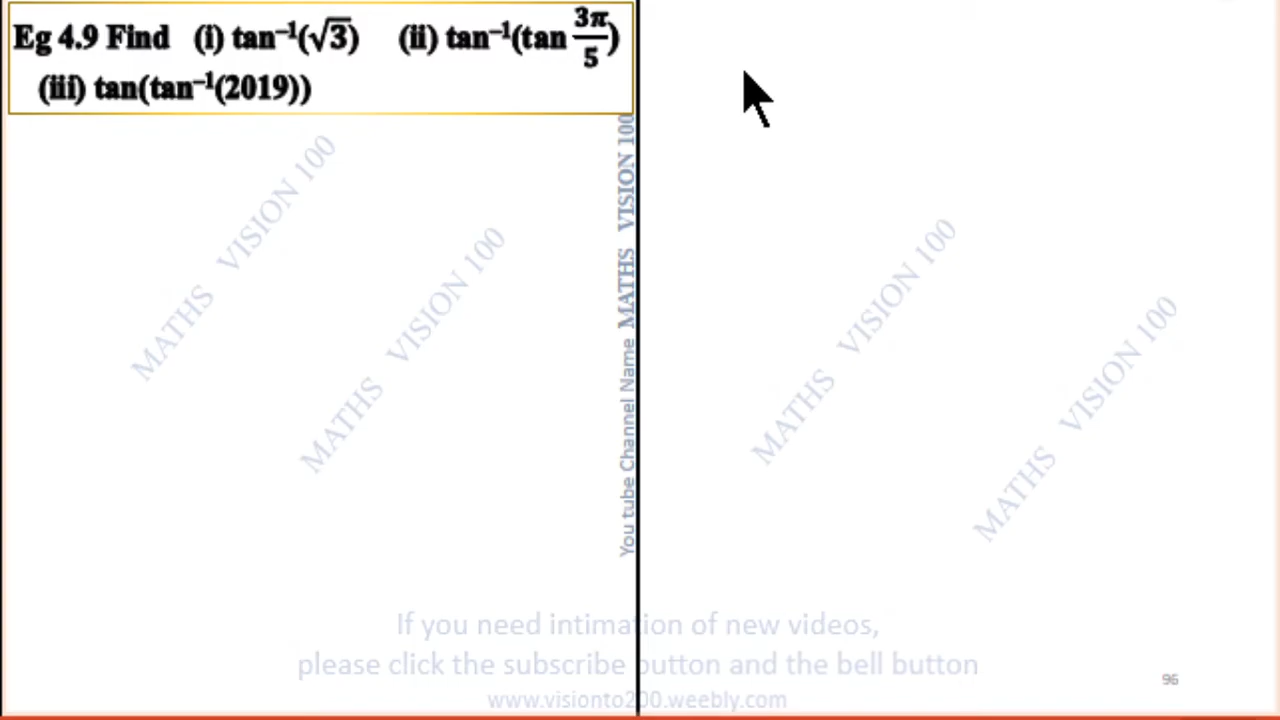 Eg 4.9 Find (i) tan⁻¹(√3) (ii) tan⁻¹(tan 3π/5)
(iii) tan(tan⁻¹(2019))
MATHS VISION 100
MATHS VISION 100
You tube Channel Name MATHS VISION 100
MATHS VISION 100
MATHS VISION 100
If you need intimation of new videos,
please click the subscribe button and the bell button
www.visionto200.weebly.com
96